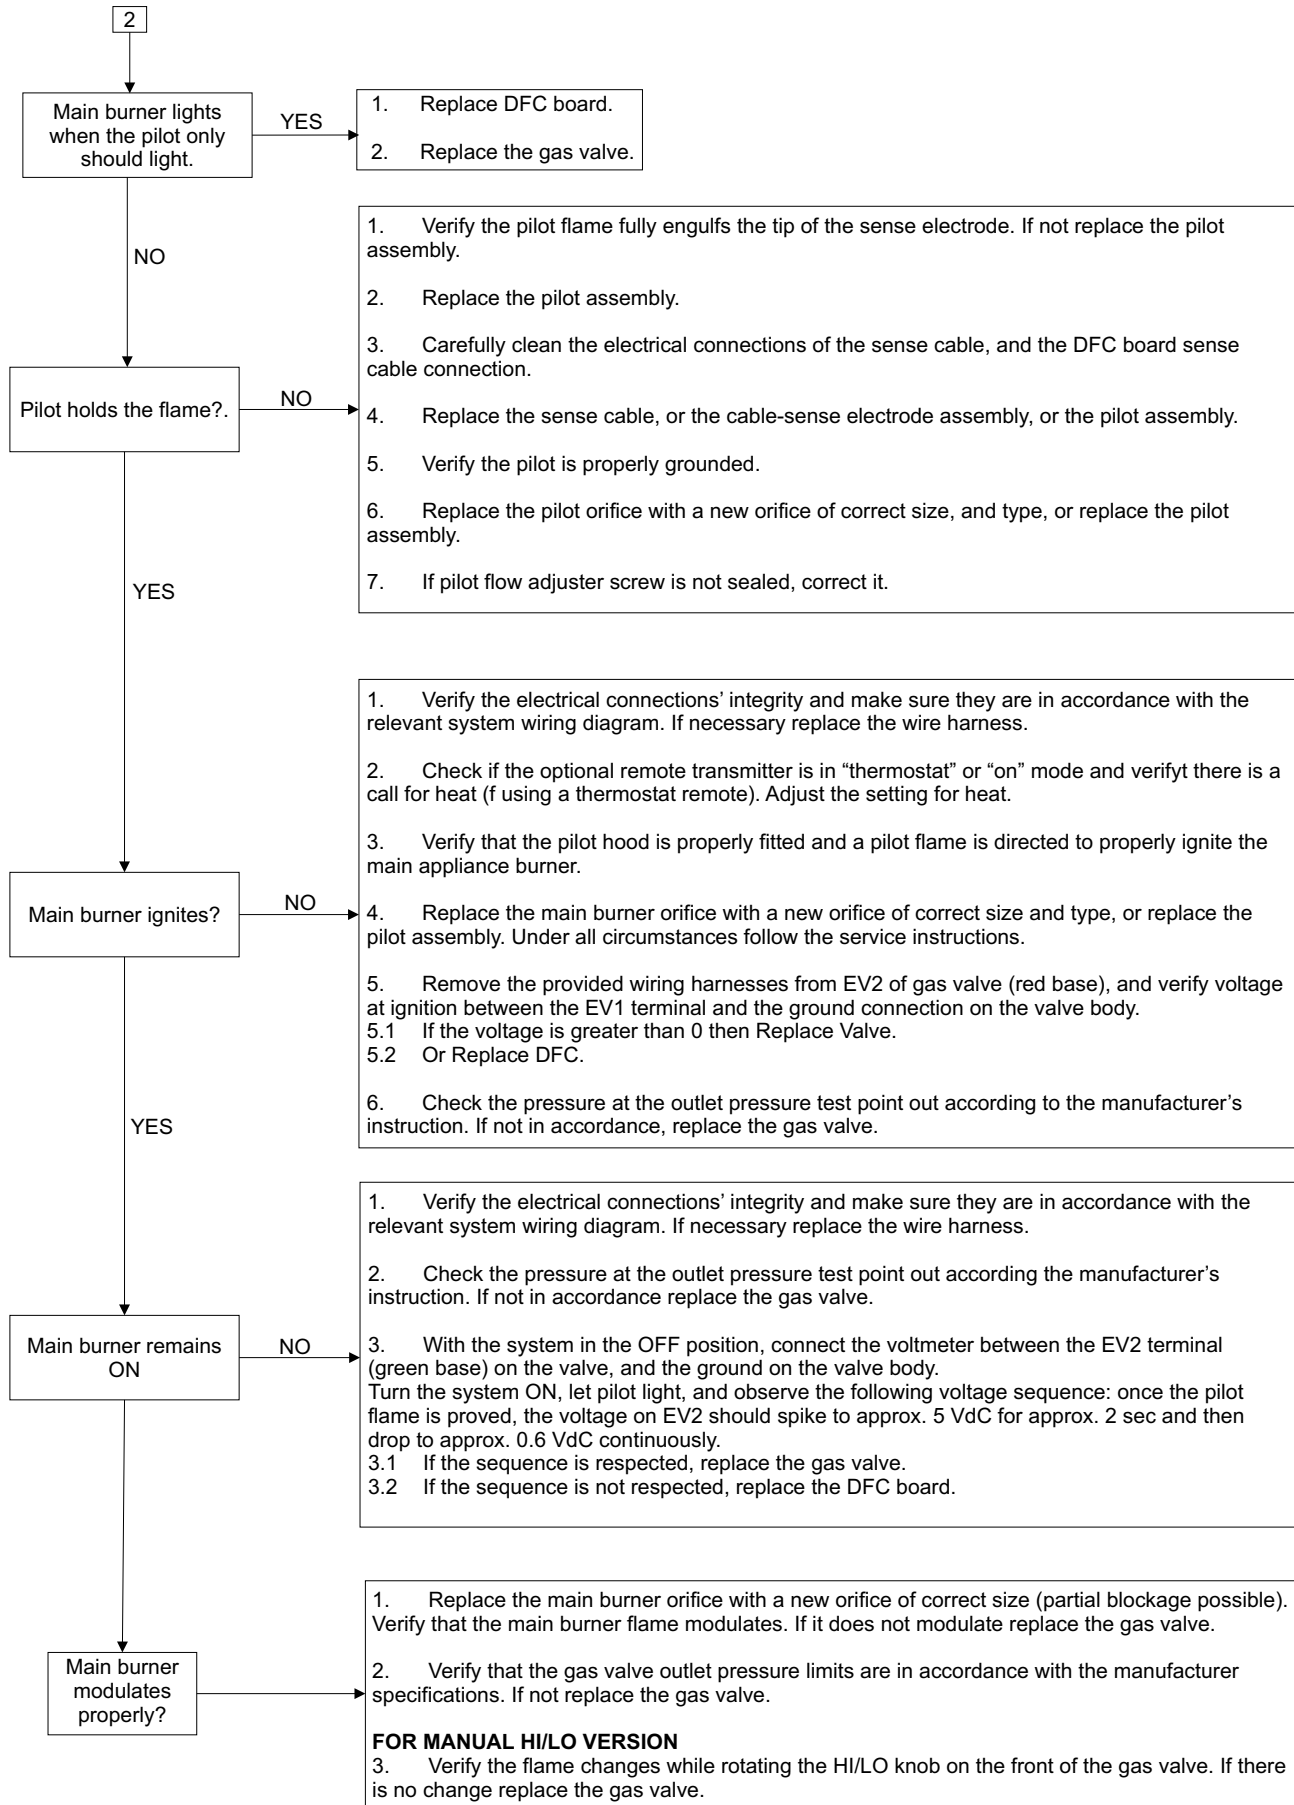 2
Main burner lights
when the pilot only
should light.
YES
1. Replace DFC board.
2. Replace the gas valve.
NO
1. Verify the pilot flame fully engulfs the tip of the sense electrode. If not replace the pilot
assembly.
2. Replace the pilot assembly.
3. Carefully clean the electrical connections of the sense cable, and the DFC board sense
cable connection.
4. Replace the sense cable, or the cable-sense electrode assembly, or the pilot assembly.
5. Verify the pilot is properly grounded.
6. Replace the pilot orifice with a new orifice of correct size, and type, or replace the pilot
assembly.
7. If pilot flow adjuster screw is not sealed, correct it.
Pilot holds the flame?.
NO
YES
1. Verify the electrical connections’ integrity and make sure they are in accordance with the
relevant system wiring diagram. If necessary replace the wire harness.
2. Check if the optional remote transmitter is in “thermostat” or “on” mode and verifyt there is a
call for heat (f using a thermostat remote). Adjust the setting for heat.
3. Verify that the pilot hood is properly fitted and a pilot flame is directed to properly ignite the
main appliance burner.
4. Replace the main burner orifice with a new orifice of correct size and type, or replace the
pilot assembly. Under all circumstances follow the service instructions.
5. Remove the provided wiring harnesses from EV2 of gas valve (red base), and verify voltage
at ignition between the EV1 terminal and the ground connection on the valve body.
5.1 If the voltage is greater than 0 then Replace Valve.
5.2 Or Replace DFC.
6. Check the pressure at the outlet pressure test point out according to the manufacturer’s
instruction. If not in accordance, replace the gas valve.
Main burner ignites?
NO
YES
1. Verify the electrical connections’ integrity and make sure they are in accordance with the
relevant system wiring diagram. If necessary replace the wire harness.
2. Check the pressure at the outlet pressure test point out according the manufacturer’s
instruction. If not in accordance replace the gas valve.
3. With the system in the OFF position, connect the voltmeter between the EV2 terminal
(green base) on the valve, and the ground on the valve body.
Turn the system ON, let pilot light, and observe the following voltage sequence: once the pilot
flame is proved, the voltage on EV2 should spike to approx. 5 VdC for approx. 2 sec and then
drop to approx. 0.6 VdC continuously.
3.1 If the sequence is respected, replace the gas valve.
3.2 If the sequence is not respected, replace the DFC board.
Main burner remains
ON
NO
1. Replace the main burner orifice with a new orifice of correct size (partial blockage possible).
Verify that the main burner flame modulates. If it does not modulate replace the gas valve.
2. Verify that the gas valve outlet pressure limits are in accordance with the manufacturer
specifications. If not replace the gas valve.
FOR MANUAL HI/LO VERSION
3. Verify the flame changes while rotating the HI/LO knob on the front of the gas valve. If there
is no change replace the gas valve.
Main burner
modulates
properly?